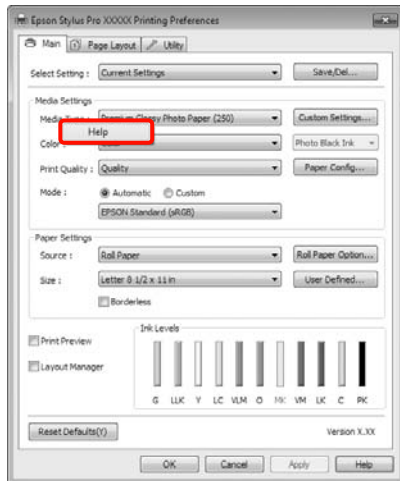 Epson Stylus Pro XXXXX Printing Preferences
Main Page Layout Utility
Select Setting : Current Settings Save/Del...
Media Settings
Media Type : Premium Glossy Photo Paper (250) Custom Settings...
Help
Color : Color Photo Black Ink
Print Quality : Quality Paper Config...
Mode : Automatic Custom
EPSON Standard (sRGB)
Paper Settings
Source : Roll Paper Roll Paper Option...
Size : Letter 8 1/2 x 11 in User Defined...
Borderless
Ink Levels
Print Preview
Layout Manager
G LLK Y LC VLM O MK VM LK C PK
Reset Defaults(Y) Version X.XX
OK Cancel Apply Help